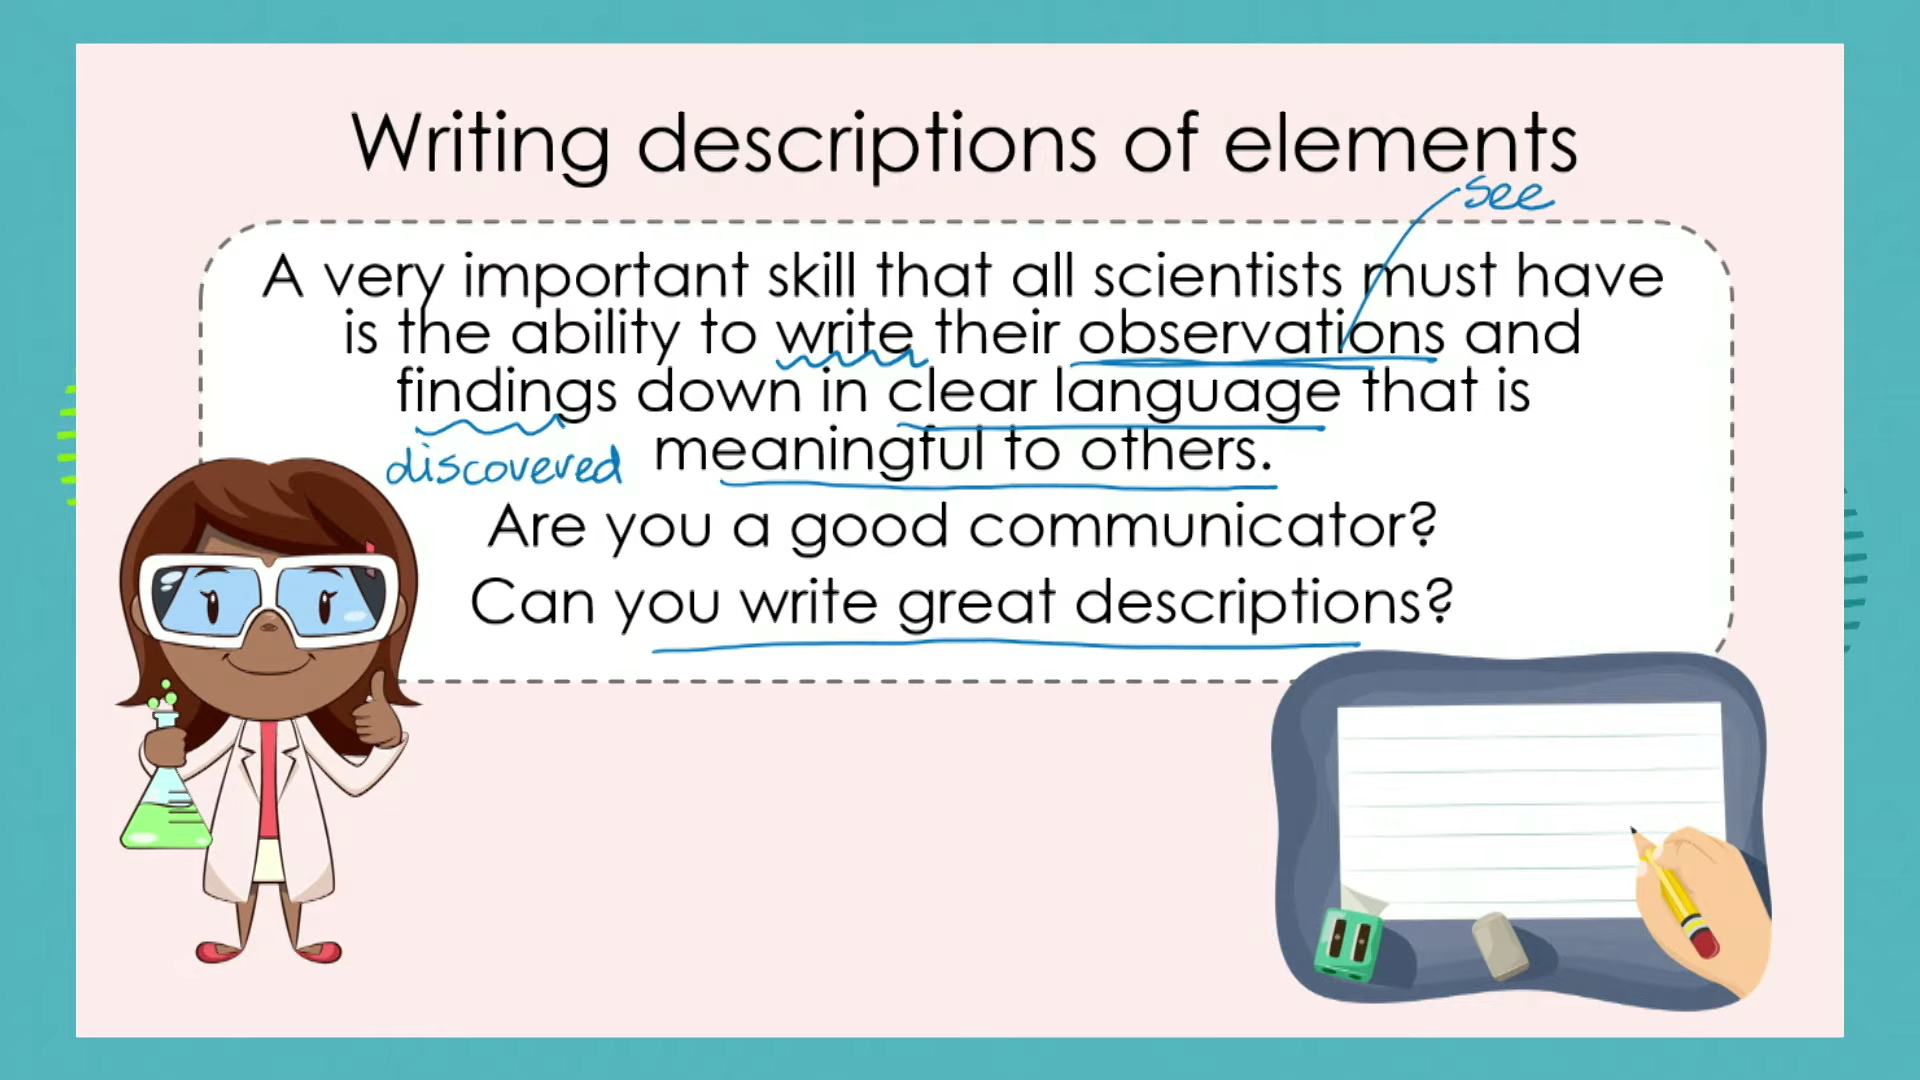 Writing descriptions of elements
see
A very important skill that all scientists must have
is the ability to write their observations and
findings down in clear language that is
discovered meaningful to others.
Are you a good communicator?
Can you write great descriptions?